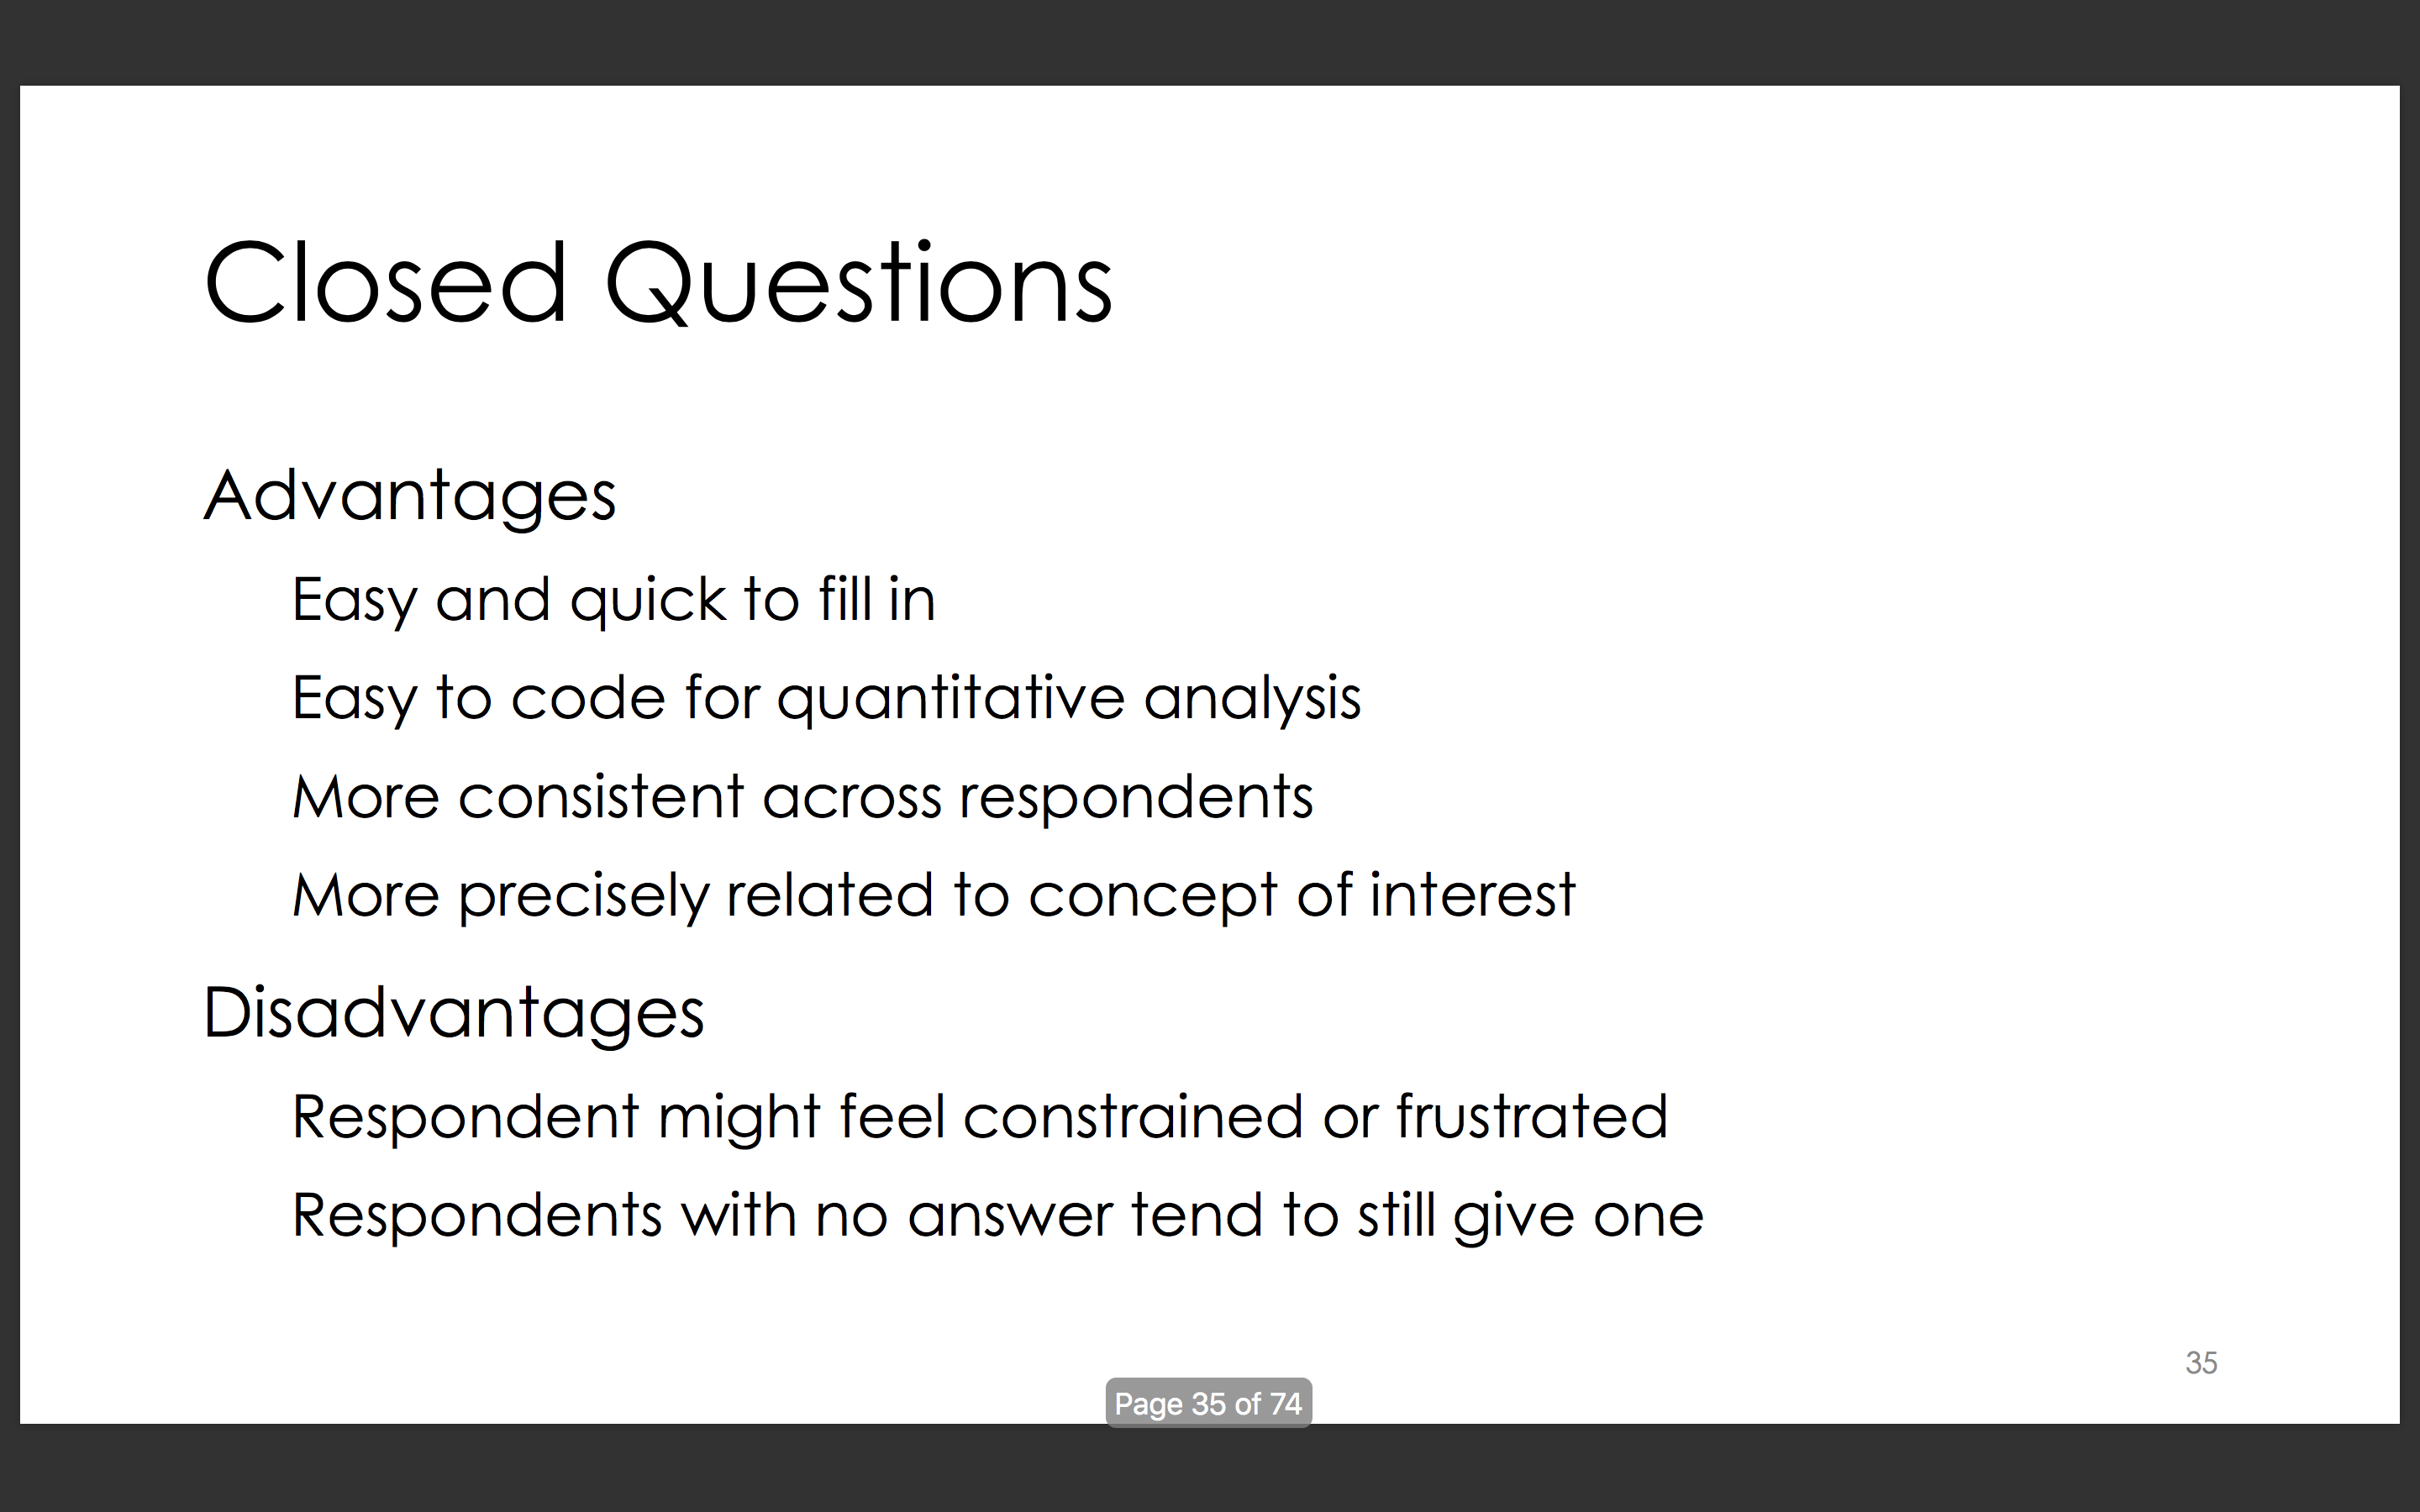 Closed Questions
Advantages
Easy and quick to fill in
Easy to code for quantitative analysis
More consistent across respondents
More precisely related to concept of interest
Disadvantages
Respondent might feel constrained or frustrated
Respondents with no answer tend to still give one
35
Page 35 of 74